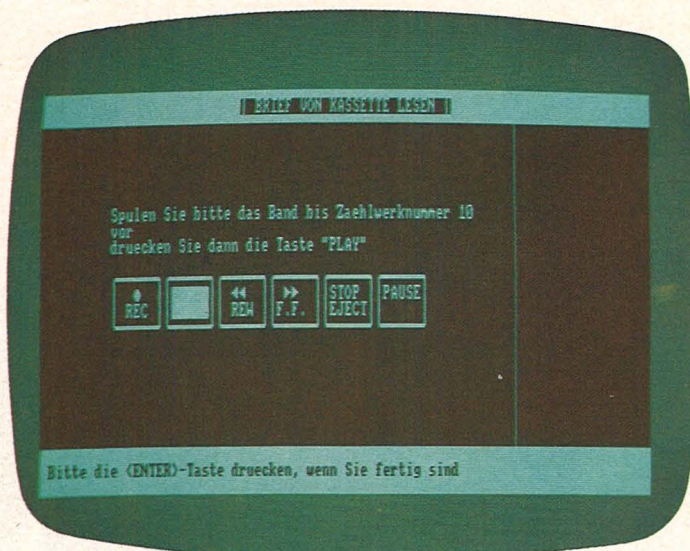 [ BRIEF VON KASSETTE LESEN ]
Spulen Sie bitte das Band bis Zaehlwerknummer 10
vor
druecken Sie dann die Taste "PLAY"
REC
◄◄ REW
►► F.F.
STOP EJECT
PAUSE
Bitte die <ENTER>-Taste druecken, wenn Sie fertig sind